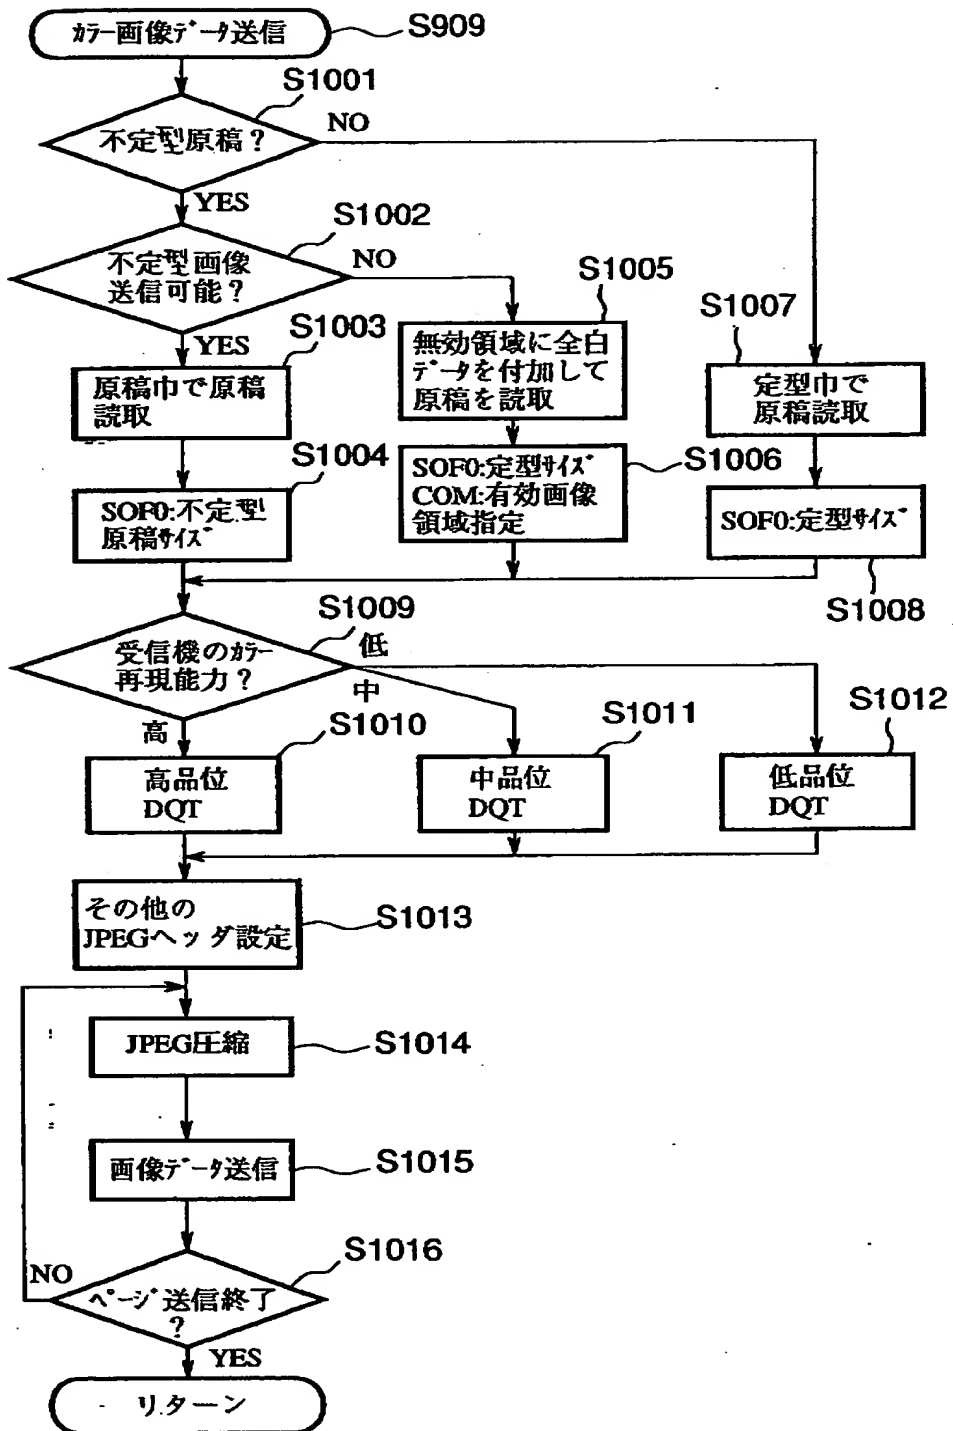 カラー画像データ送信
S909
S1001
不定型原稿？
NO
YES
S1002
不定型画像
送信可能？
NO
YES
S1003
原稿巾で原稿
読取
S1004
SOF0:不定型
原稿サイズ
S1005
無効領域に全白
データを付加して
原稿を読取
SOF0:定型サイズ
COM:有効画像
領域指定
S1006
S1007
定型巾で
原稿読取
SOF0:定型サイズ
S1008
S1009
受信機のカラー
再現能力？
低
中
高
S1010
高品位
DQT
S1011
中品位
DQT
S1012
低品位
DQT
その他の
JPEGヘッダ設定
S1013
JPEG圧縮
S1014
画像データ送信
S1015
S1016
ページ送信終了
？
NO
YES
リターン